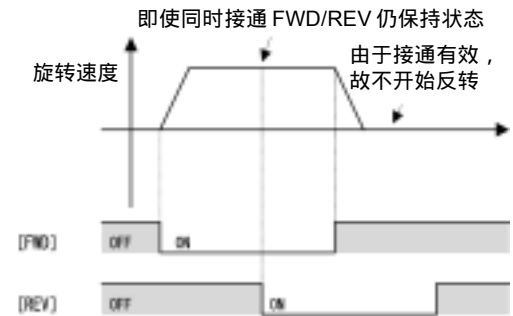 即使同时接通 FWD/REV 仍保持状态
旋转速度
由于接通有效，
故不开始反转
[FWD] OFF ON
[REV] OFF ON